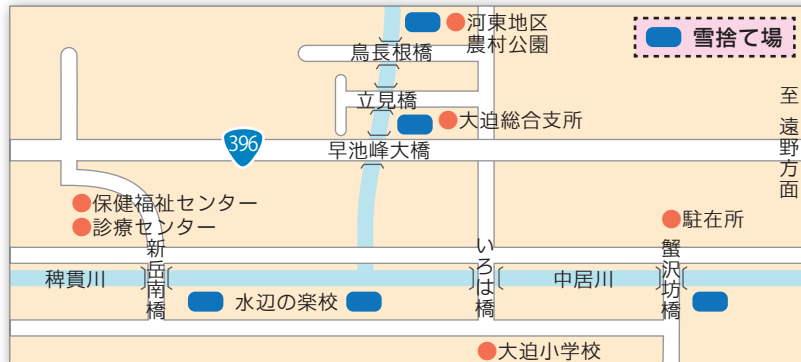 河東地区
農村公園
雪捨て場
鳥長根橋
立見橋
大迫総合支所
396
早池峰大橋
至 遠野方面
保健福祉センター
診療センター
駐在所
新岳南橋
いろは橋
蟹沢坊橋
稗貫川
中居川
水辺の楽校
大迫小学校